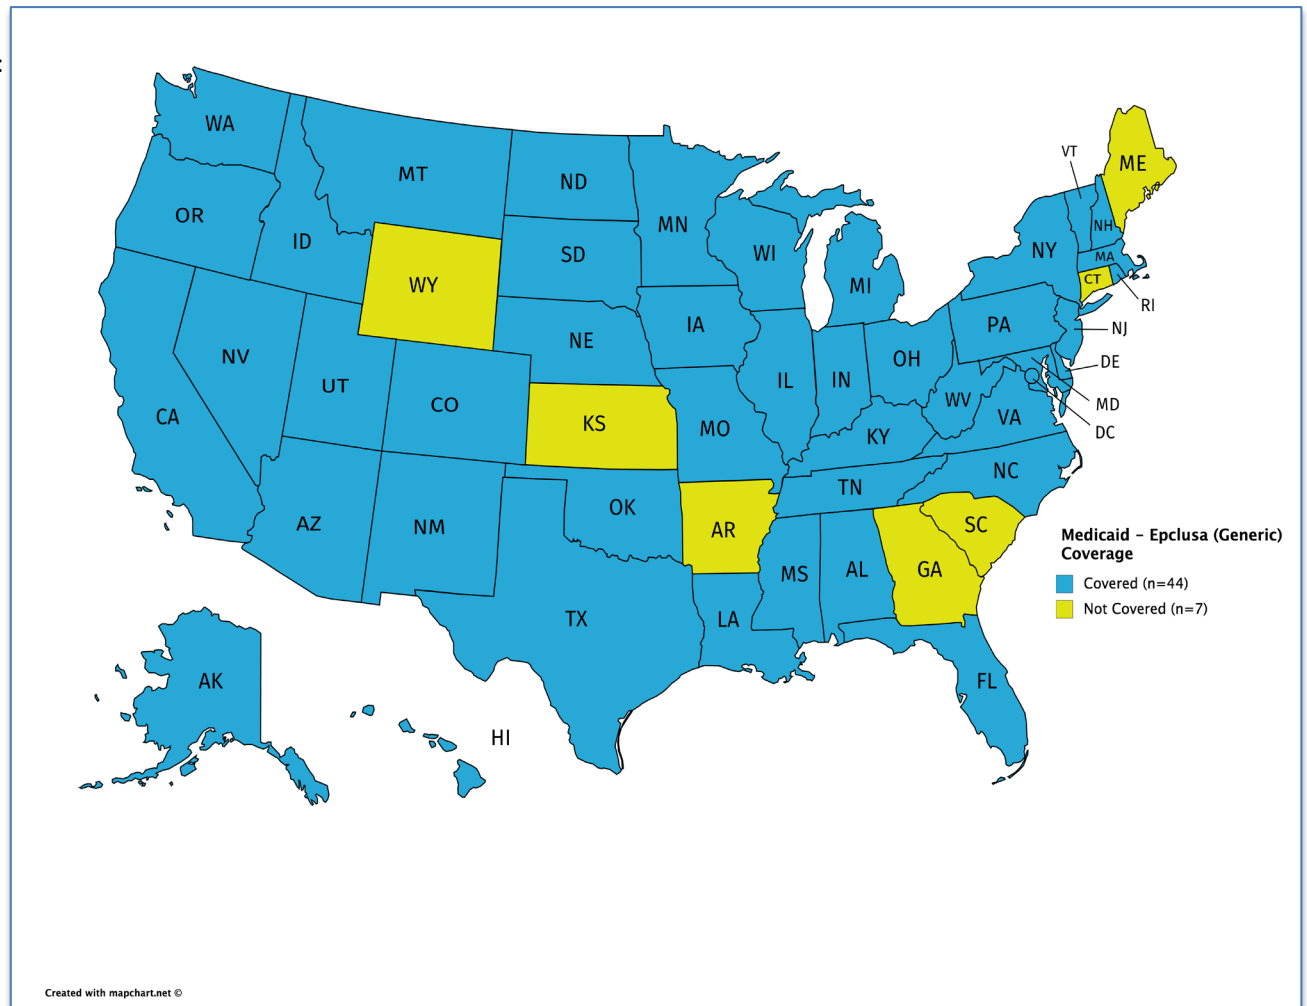 WA
MT
ND
MN
OR
ID
SD
WI
MI
NY
VT
ME
NH
MA
CT
RI
WY
NE
IA
PA
NJ
NV
UT
CO
IL
IN
OH
DE
CA
KS
MO
WV
VA
MD
DC
KY
NC
TN
AZ
NM
OK
AR
SC
MS
AL
GA
TX
LA
FL
AK
HI
Medicaid – Epclusa (Generic)
Coverage
Covered (n=44)
Not Covered (n=7)
Created with mapchart.net ©